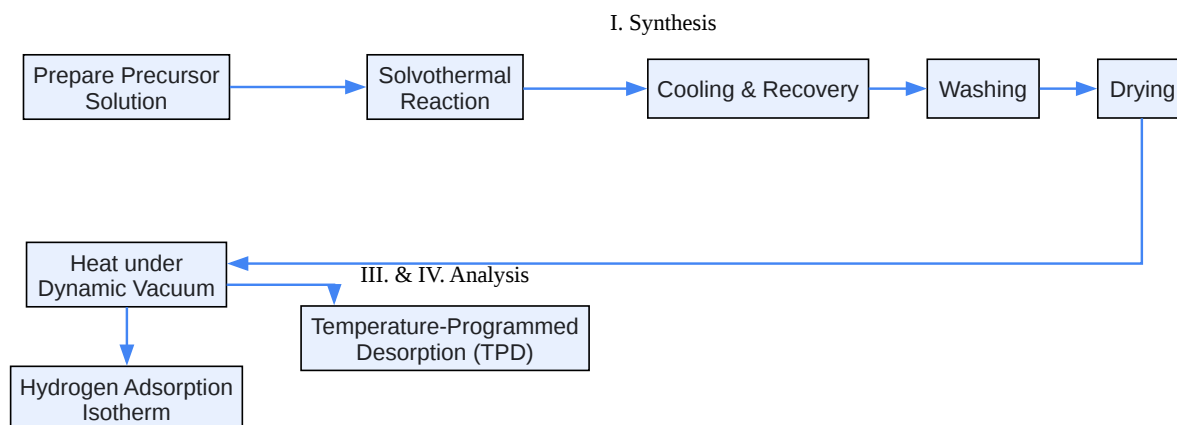 I. Synthesis
Prepare Precursor
Solution
Solvothermal
Reaction
Cooling & Recovery
Washing
Drying
Heat under
Dynamic Vacuum
III. & IV. Analysis
Temperature-Programmed
Desorption (TPD)
Hydrogen Adsorption
Isotherm